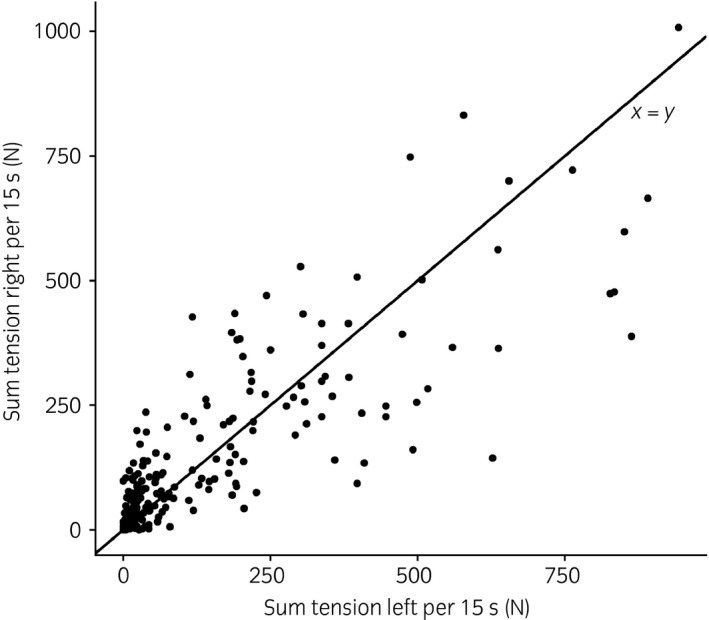 1000
x = y
750
500
250
0
Sum tension right per 15 s (N)
0 250 500 750
Sum tension left per 15 s (N)